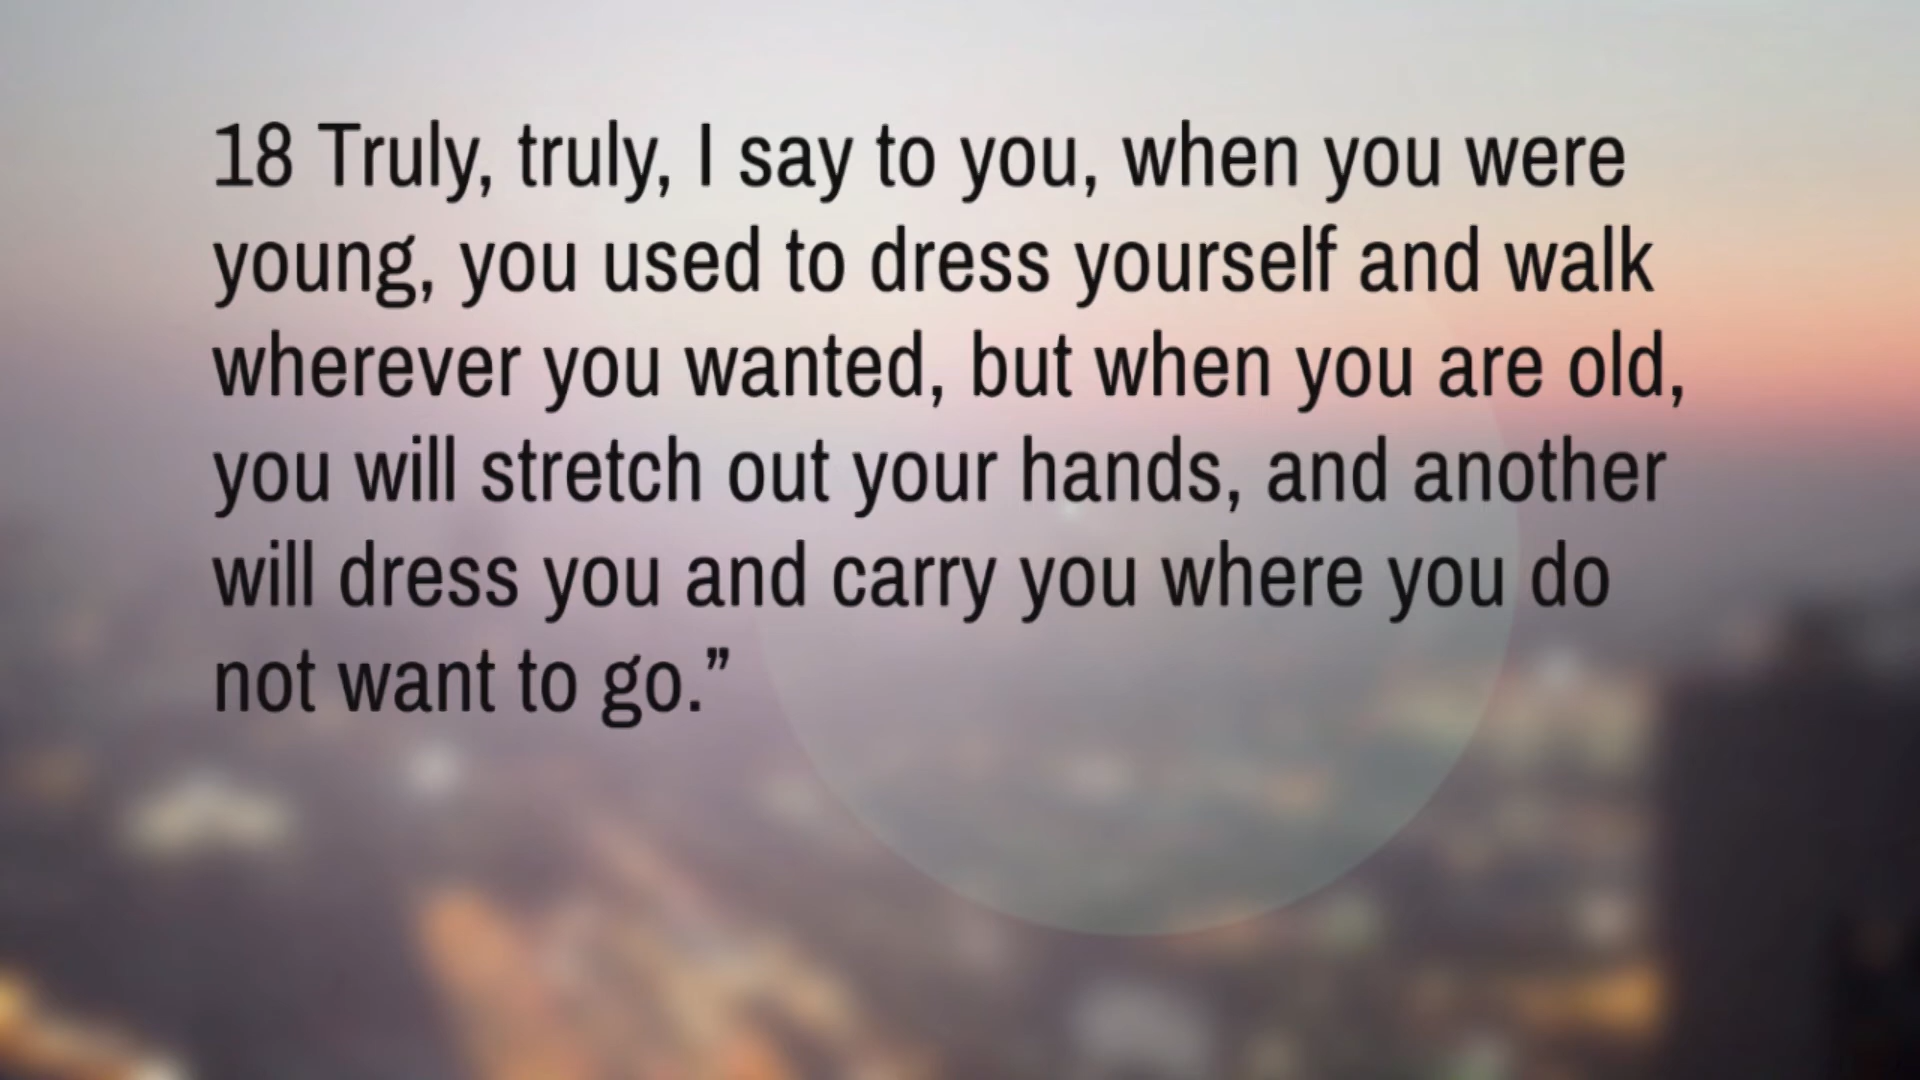 18 Truly, truly, I say to you, when you were
young, you used to dress yourself and walk
wherever you wanted, but when you are old,
you will stretch out your hands, and another
will dress you and carry you where you do
not want to go.”